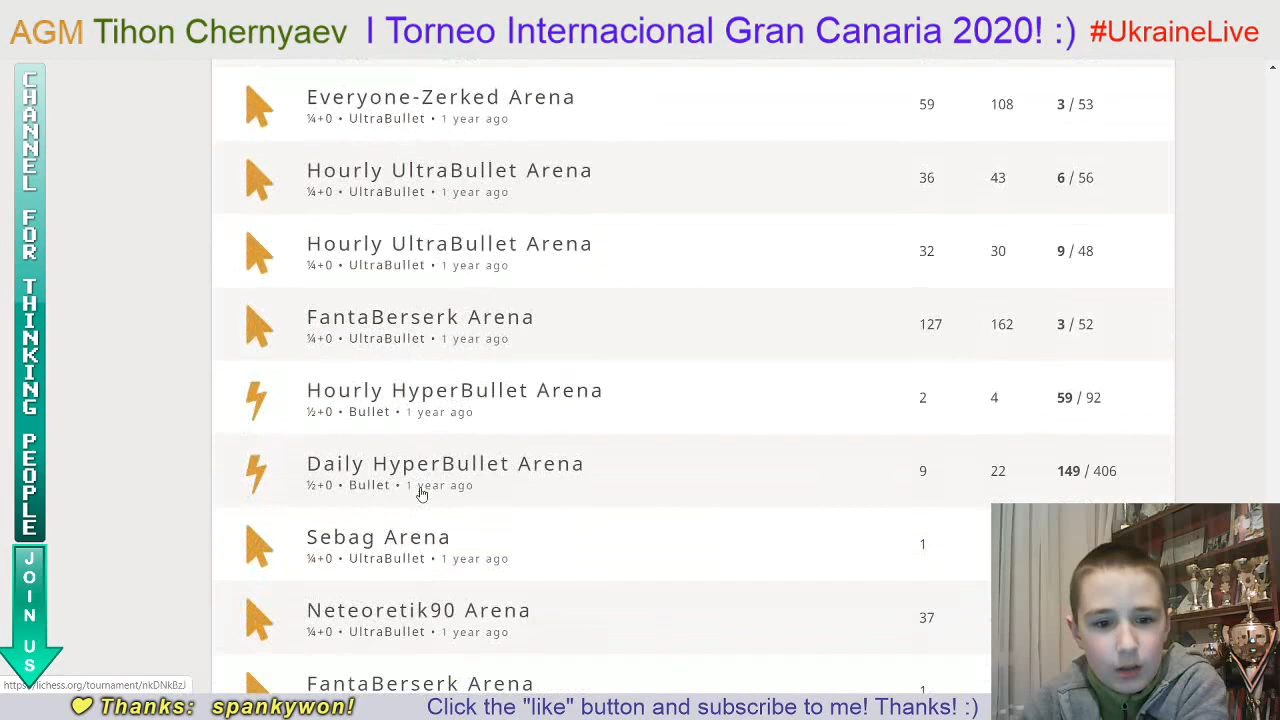 AGM Tihon Chernyaev I Torneo Internacional Gran Canaria 2020! :) #UkraineLive
CHANNEL FOR THINKING PEOPLE
JOIN US
Everyone-Zerked Arena
¼+0 • UltraBullet • 1 year ago
59 108 3 / 53
Hourly UltraBullet Arena
¼+0 • UltraBullet • 1 year ago
36 43 6 / 56
Hourly UltraBullet Arena
¼+0 • UltraBullet • 1 year ago
32 30 9 / 48
FantaBerserk Arena
¼+0 • UltraBullet • 1 year ago
127 162 3 / 52
Hourly HyperBullet Arena
½+0 • Bullet • 1 year ago
2 4 59 / 92
Daily HyperBullet Arena
½+0 • Bullet • 1 year ago
9 22 149 / 406
Sebag Arena
¼+0 • UltraBullet • 1 year ago
1
Neteoretik90 Arena
¼+0 • UltraBullet • 1 year ago
37
FantaBerserk Arena
1
https://lichess.org/tournament/nkDNkBzJ
Thanks: spankywon!
Click the "like" button and subscribe to me! Thanks! :)